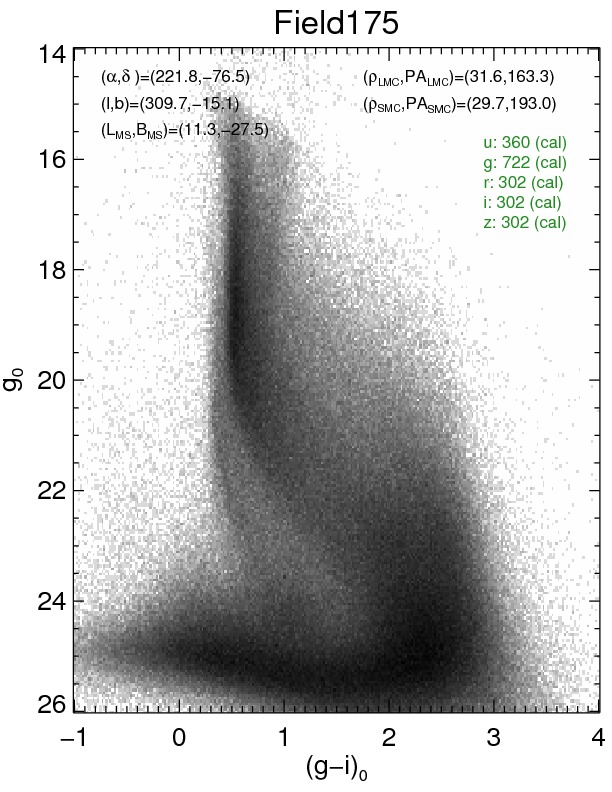 Field175
(α,δ)=(221.8,−76.5)
(l,b)=(309.7,−15.1)
(LMS,BMS)=(11.3,−27.5)
(ρLMC,PALMC)=(31.6,163.3)
(ρSMC,PASMC)=(29.7,193.0)
u: 360 (cal)
g: 722 (cal)
r: 302 (cal)
i: 302 (cal)
z: 302 (cal)
14
16
18
20
22
24
26
g0
−1 0 1 2 3 4
(g−i)0